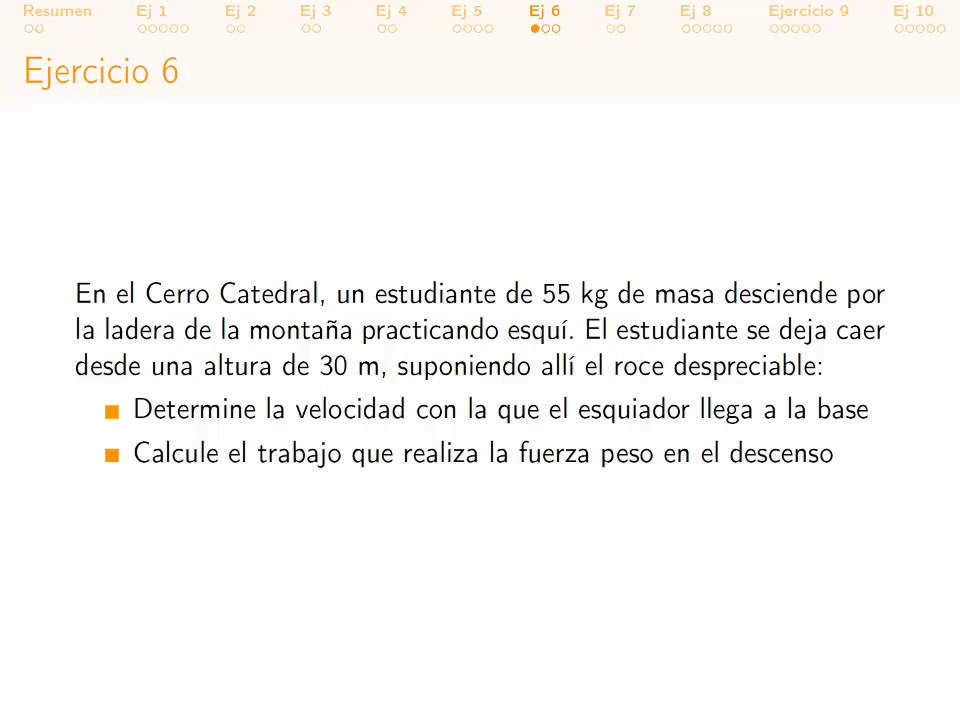 Resumen Ej 1 Ej 2 Ej 3 Ej 4 Ej 5 Ej 6 Ej 7 Ej 8 Ejercicio 9 Ej 10
Ejercicio 6
En el Cerro Catedral, un estudiante de 55 kg de masa desciende por
la ladera de la montaña practicando esquí. El estudiante se deja caer
desde una altura de 30 m, suponiendo allí el roce despreciable:
Determine la velocidad con la que el esquiador llega a la base
Calcule el trabajo que realiza la fuerza peso en el descenso